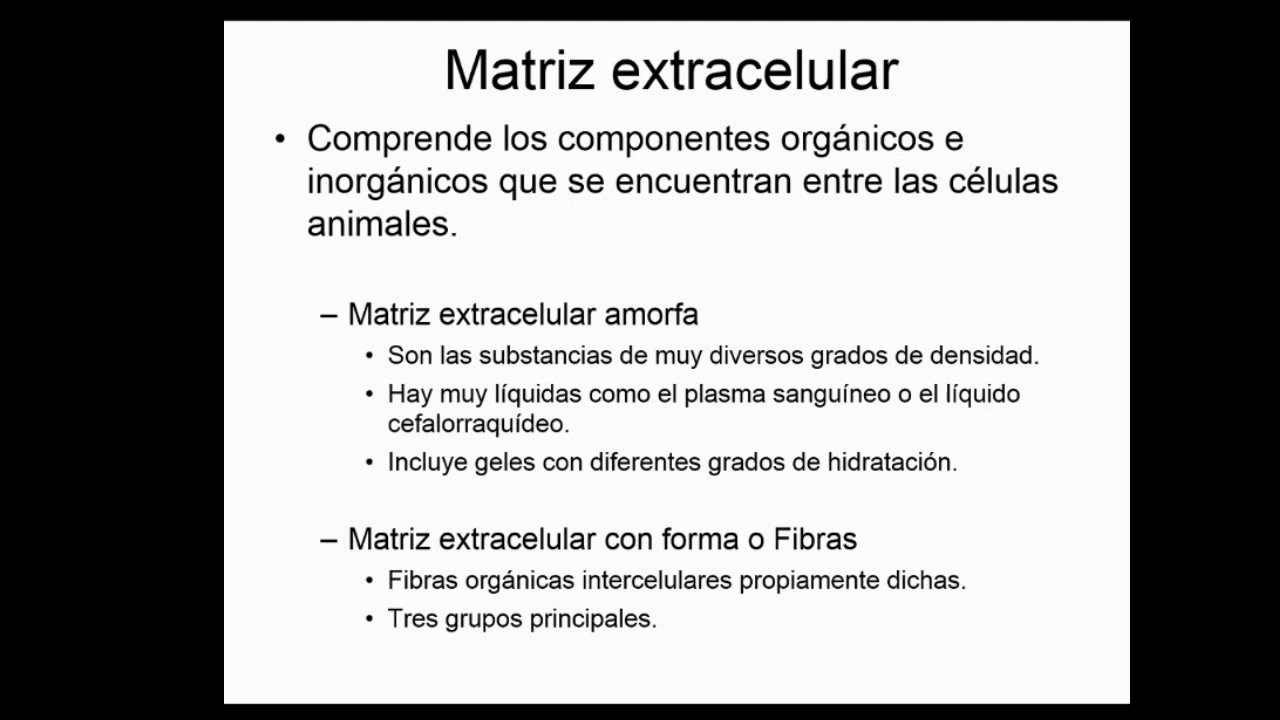 Matriz extracelular
• Comprende los componentes orgánicos e
inorgánicos que se encuentran entre las células
animales.
– Matriz extracelular amorfa
• Son las substancias de muy diversos grados de densidad.
• Hay muy líquidas como el plasma sanguíneo o el líquido
cefalorraquídeo.
• Incluye geles con diferentes grados de hidratación.
– Matriz extracelular con forma o Fibras
• Fibras orgánicas intercelulares propiamente dichas.
• Tres grupos principales.